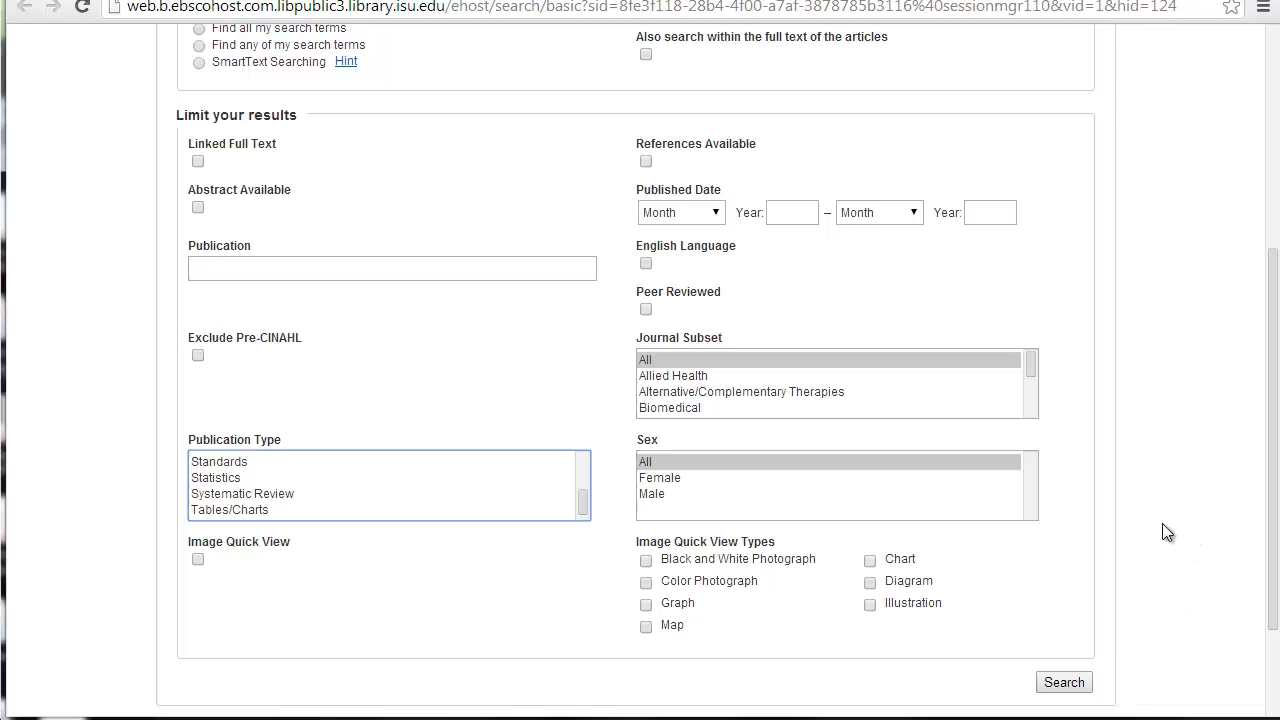 web.b.ebscohost.com.libpublic3.library.isu.edu/ehost/search/basic?sid=8fe3f118-28b4-4f00-a7af-3878785b3116%40sessionmgr110&vid=1&hid=124
Find all my search terms
Find any of my search terms
SmartText Searching Hint
Also search within the full text of the articles
Limit your results
Linked Full Text
References Available
Abstract Available
Published Date
Month Year: – Month Year:
Publication
English Language
Peer Reviewed
Exclude Pre-CINAHL
Journal Subset
All
Allied Health
Alternative/Complementary Therapies
Biomedical
Publication Type
Standards
Statistics
Systematic Review
Tables/Charts
Sex
All
Female
Male
Image Quick View
Image Quick View Types
Black and White Photograph
Chart
Color Photograph
Diagram
Graph
Illustration
Map
Search